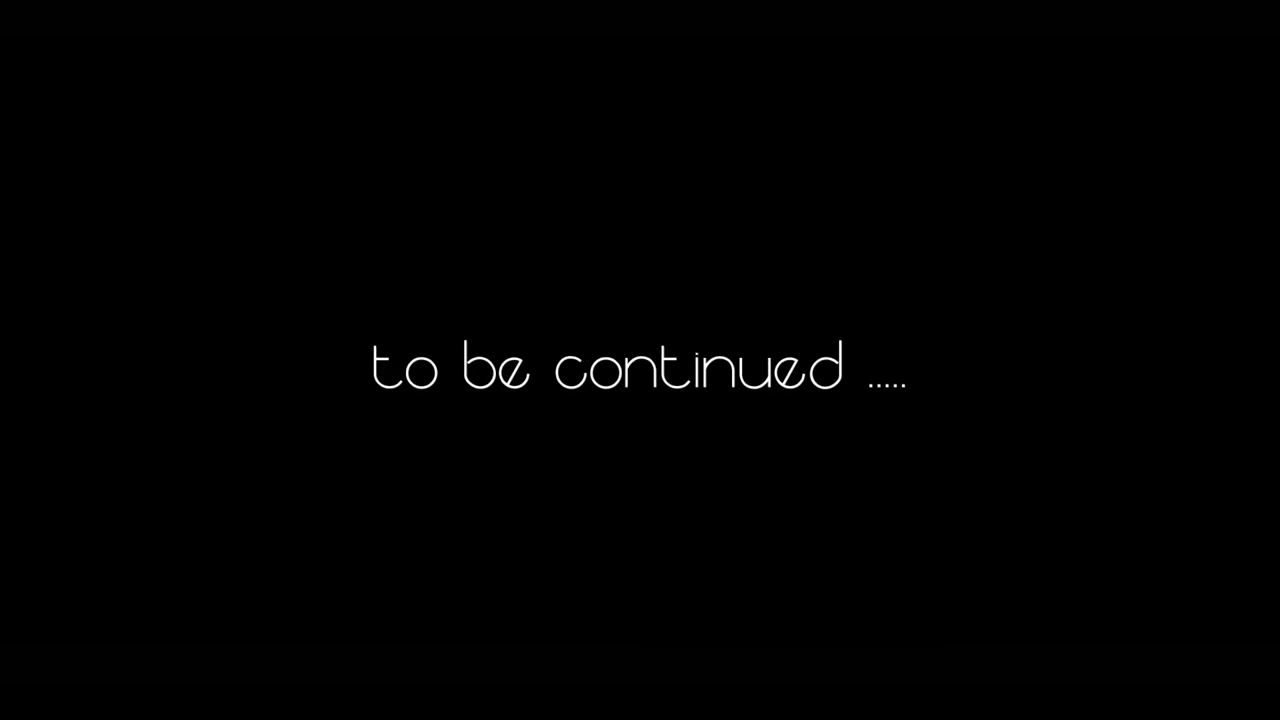 to be continued .....